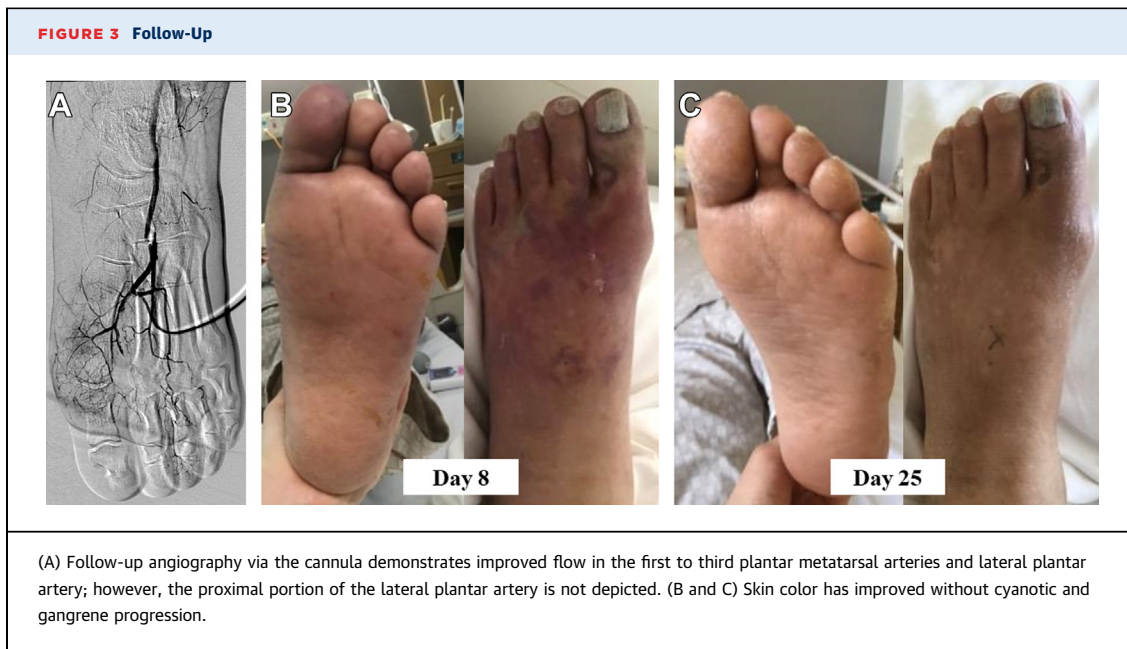 FIGURE 3 Follow-Up
A
B
C
Day 8
Day 25
(A) Follow-up angiography via the cannula demonstrates improved flow in the first to third plantar metatarsal arteries and lateral plantar
artery; however, the proximal portion of the lateral plantar artery is not depicted. (B and C) Skin color has improved without cyanotic and
gangrene progression.